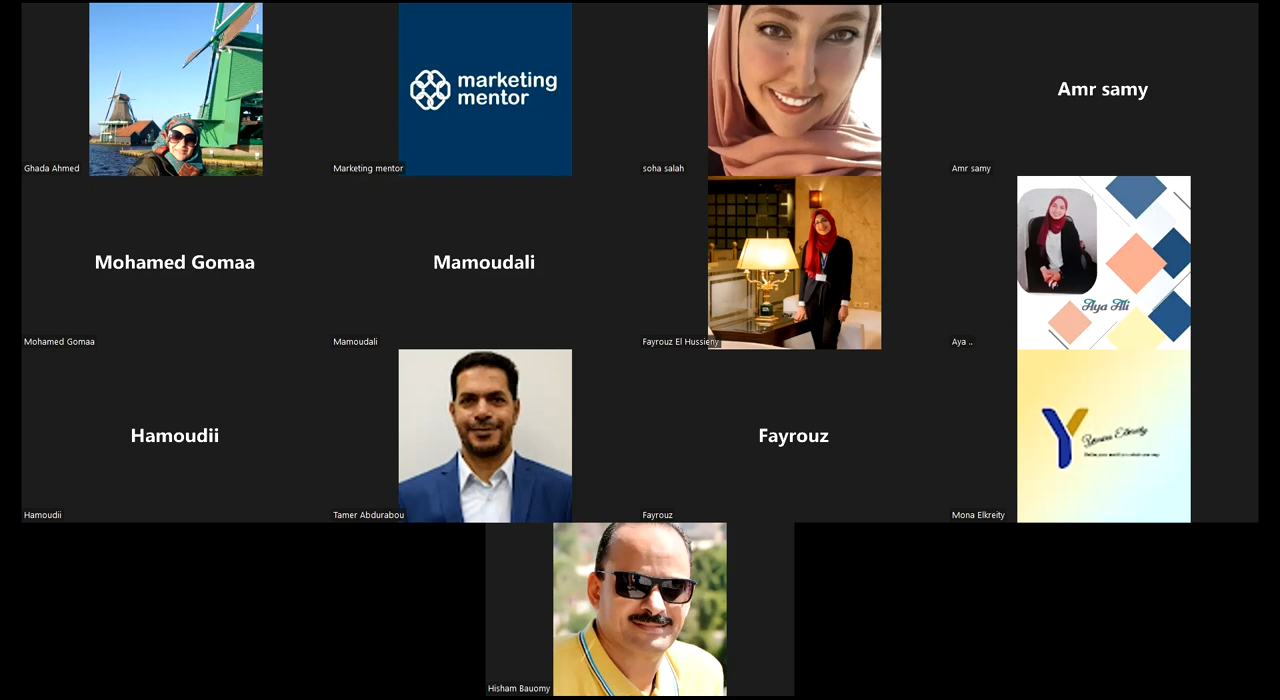 marketing
mentor
Amr samy
Ghada Ahmed
Marketing mentor
soha salah
Amr samy
Mohamed Gomaa
Mamoudali
Aya Ali
Mohamed Gomaa
Mamoudali
Fayrouz El Hussieny
Aya ..
Hamoudii
Fayrouz
Y
Elkreity
Hamoudii
Tamer Abdurabou
Fayrouz
Mona Elkreity
Hisham Bauomy